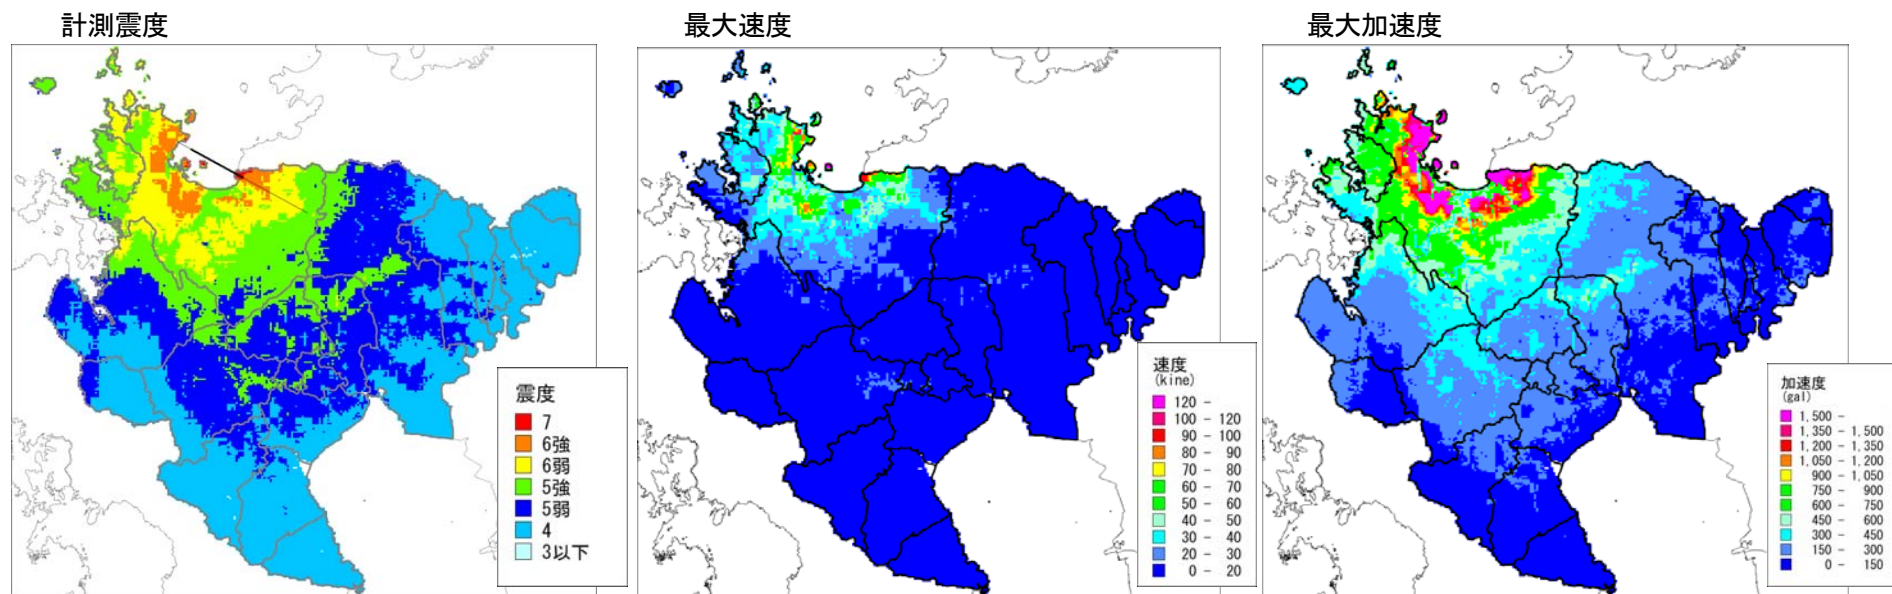 計測震度
最大速度
最大加速度
震度
7
6強
6弱
5強
5弱
4
3以下
速度
(kine)
120 -
100 - 120
90 - 100
80 - 90
70 - 80
60 - 70
50 - 60
40 - 50
30 - 40
20 - 30
0 - 20
加速度
(gal)
1,500 -
1,350 - 1,500
1,200 - 1,350
1,050 - 1,200
900 - 1,050
750 - 900
600 - 750
450 - 600
300 - 450
150 - 300
0 - 150